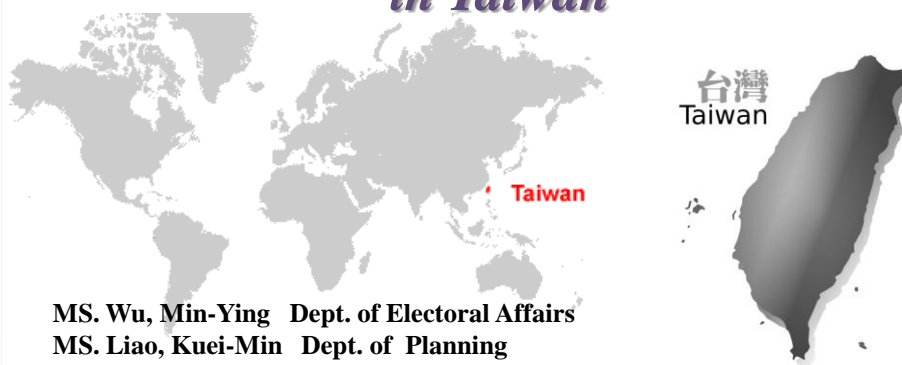 in Taiwan
台灣
Taiwan
Taiwan
MS. Wu, Min-Ying Dept. of Electoral Affairs
MS. Liao, Kuei-Min Dept. of Planning